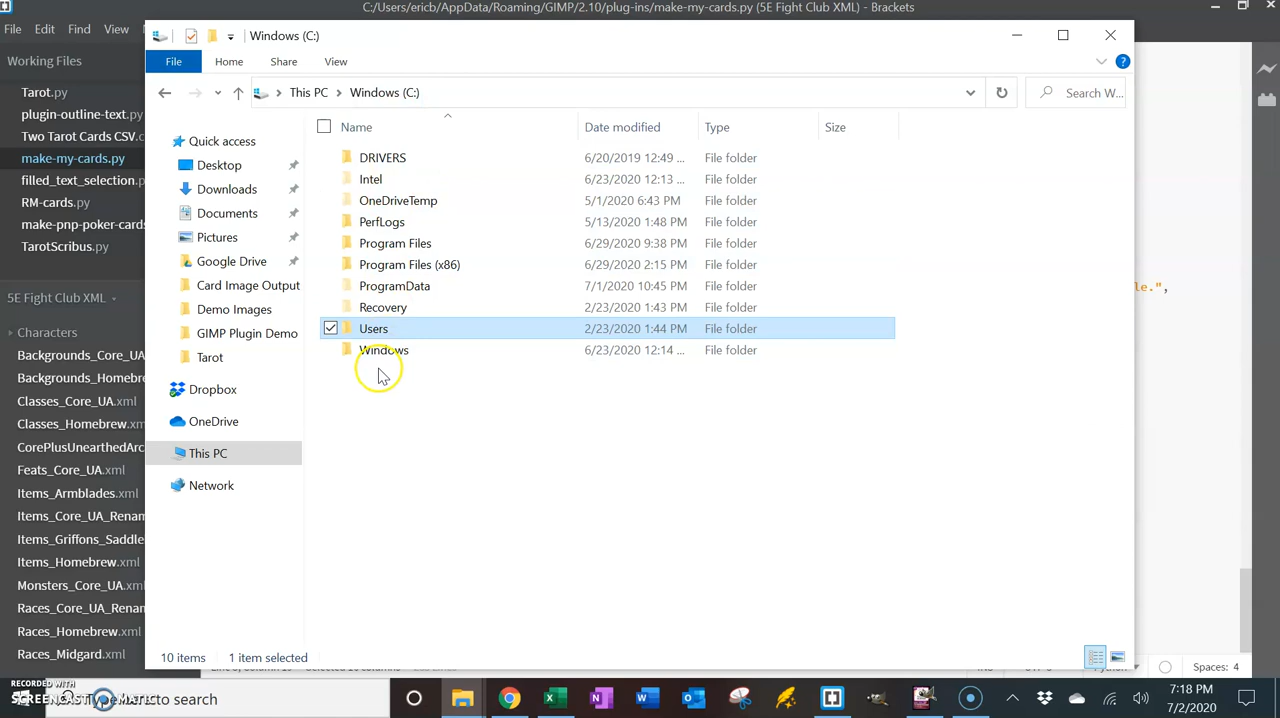 C:/Users/ericb/AppData/Roaming/GIMP/2.10/plug-ins/make-my-cards.py (5E Fight Club XML) - Brackets
File Edit Find View
Windows (C:)
File Home Share View
This PC > Windows (C:)
Search W...
Working Files
Tarot.py
plugin-outline-text.py
Two Tarot Cards CSV.
make-my-cards.py
filled_text_selection.p
RM-cards.py
make-pnp-poker-cards
TarotScribus.py
5E Fight Club XML
Characters
Backgrounds_Core_UA
Backgrounds_Homebre
Classes_Core_UA.xml
Classes_Homebrew.xml
CorePlusUnearthedArc
Feats_Core_UA.xml
Items_Armblades.xml
Items_Core_UA_Renam
Items_Griffons_Saddle
Items_Homebrew.xml
Monsters_Core_UA.xml
Races_Core_UA_Renam
Races_Homebrew.xml
Races_Midgard.xml
Quick access
Desktop
Downloads
Documents
Pictures
Google Drive
Card Image Output
Demo Images
GIMP Plugin Demo
Tarot
Dropbox
OneDrive
This PC
Network
Name Date modified Type Size
DRIVERS 6/20/2019 12:49 ... File folder
Intel 6/23/2020 12:13 ... File folder
OneDriveTemp 5/1/2020 6:43 PM File folder
PerfLogs 5/13/2020 1:48 PM File folder
Program Files 6/29/2020 9:38 PM File folder
Program Files (x86) 6/29/2020 2:15 PM File folder
ProgramData 7/1/2020 10:45 PM File folder
Recovery 2/23/2020 1:43 PM File folder
Users 2/23/2020 1:44 PM File folder
Windows 6/23/2020 12:14 ... File folder
le.",
10 items 1 item selected
Spaces: 4
RECORDED WITH
SCREENCAST MATIC
Type here to search
7:18 PM
7/2/2020